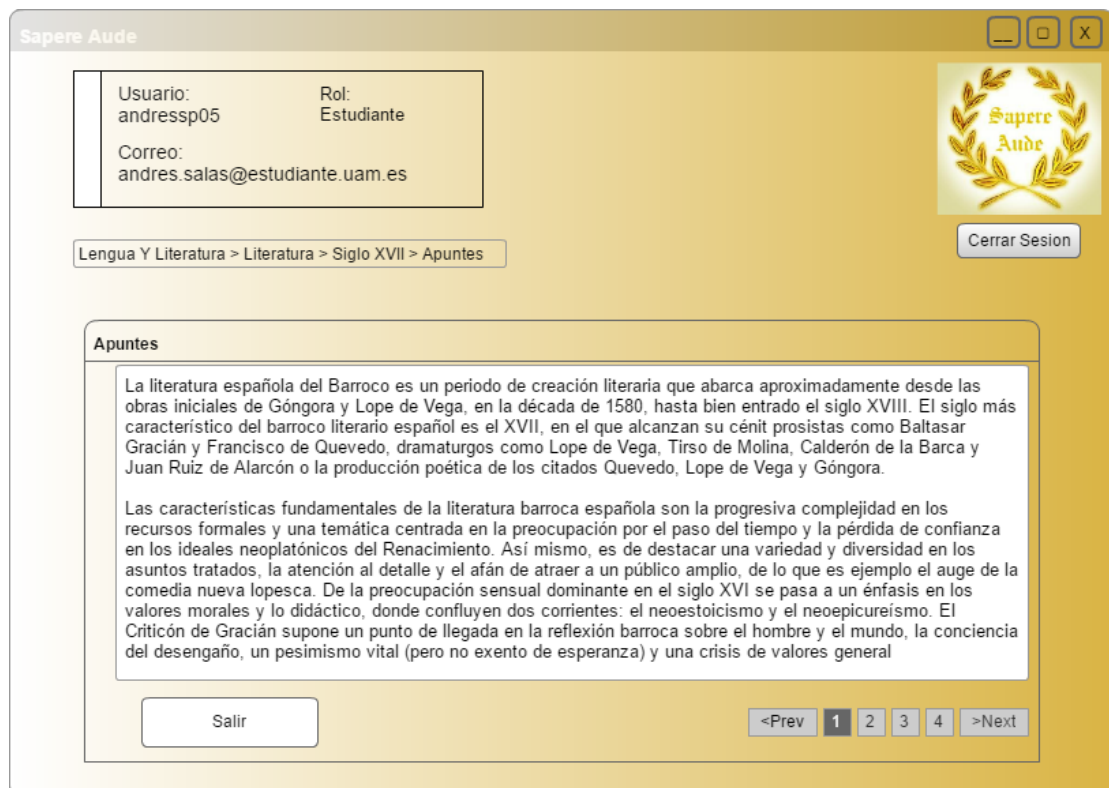 Sapere Aude
__ □ X
Usuario:
andressp05
Rol:
Estudiante
Correo:
andres.salas@estudiante.uam.es
Sapere
Aude
Cerrar Sesion
Lengua Y Literatura > Literatura > Siglo XVII > Apuntes
Apuntes
La literatura española del Barroco es un periodo de creación literaria que abarca aproximadamente desde las
obras iniciales de Góngora y Lope de Vega, en la década de 1580, hasta bien entrado el siglo XVIII. El siglo más
característico del barroco literario español es el XVII, en el que alcanzan su cénit prosistas como Baltasar
Gracián y Francisco de Quevedo, dramaturgos como Lope de Vega, Tirso de Molina, Calderón de la Barca y
Juan Ruiz de Alarcón o la producción poética de los citados Quevedo, Lope de Vega y Góngora.
Las características fundamentales de la literatura barroca española son la progresiva complejidad en los
recursos formales y una temática centrada en la preocupación por el paso del tiempo y la pérdida de confianza
en los ideales neoplatónicos del Renacimiento. Así mismo, es de destacar una variedad y diversidad en los
asuntos tratados, la atención al detalle y el afán de atraer a un público amplio, de lo que es ejemplo el auge de la
comedia nueva lopesca. De la preocupación sensual dominante en el siglo XVI se pasa a un énfasis en los
valores morales y lo didáctico, donde confluyen dos corrientes: el neoestoicismo y el neoepicureísmo. El
Criticón de Gracián supone un punto de llegada en la reflexión barroca sobre el hombre y el mundo, la conciencia
del desengaño, un pesimismo vital (pero no exento de esperanza) y una crisis de valores general
Salir
<Prev 1 2 3 4 >Next